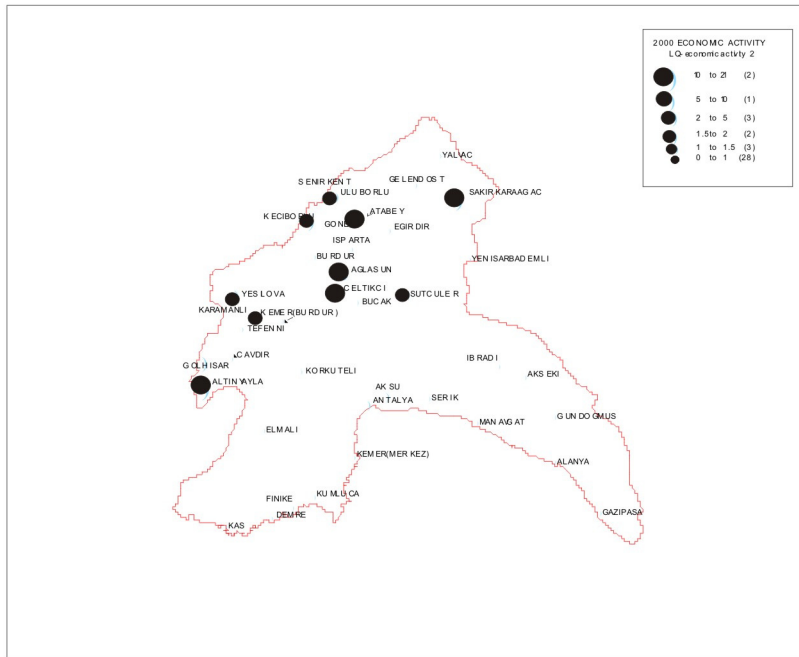 2000 ECONOMIC ACTIVITY
LQ-economic activity 2
10 to 21 (2)
5 to 10 (1)
2 to 5 (3)
1.5 to 2 (2)
1 to 1.5 (3)
0 to 1 (28)
YALVAC
GELENDOST
SENIRKENT
ULUBORLU
SAKIRKARAAGAC
ATABEY
KECIBORLU
EGIRDIR
ISPARTA
BURDUR
YENISARBADEMLI
AGLASUN
CELTIKCI
SUTCULER
YESLOVA
BUCAK
KARAMANLI
KEMER(BURDUR)
TEFENNI
CAVDIR
IBRADI
GOLHISAR
KORKUTELI
AKSEKI
ALTINYAYLA
AKSU
SERIK
ANTALYA
GUNDOGMUS
MANAVGAT
ELMALI
KEMER(MERKEZ)
ALANYA
KUMLUCA
FINIKE
GAZIPASA
DEMRE
KAS